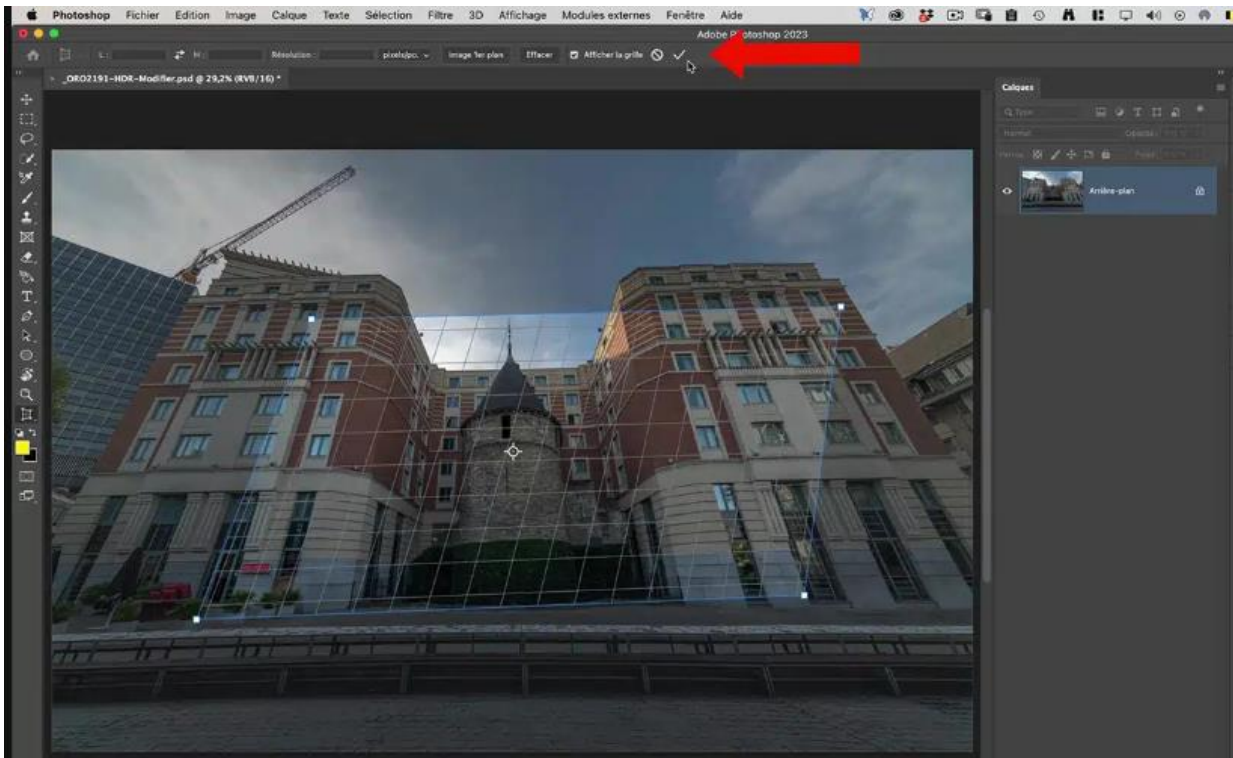 Photoshop Fichier Edition Image Calque Texte Sélection Filtre 3D Affichage Modules externes Fenêtre Aide
Adobe Photoshop 2023
L: H: Résolution: pixels/po. Image 1er plan Effacer Afficher la grille
_ORO2191-HDR-Modifier.psd @ 29,2% (RVB/16) *
Calques
Type
Normal Opacité:
Arrière-plan